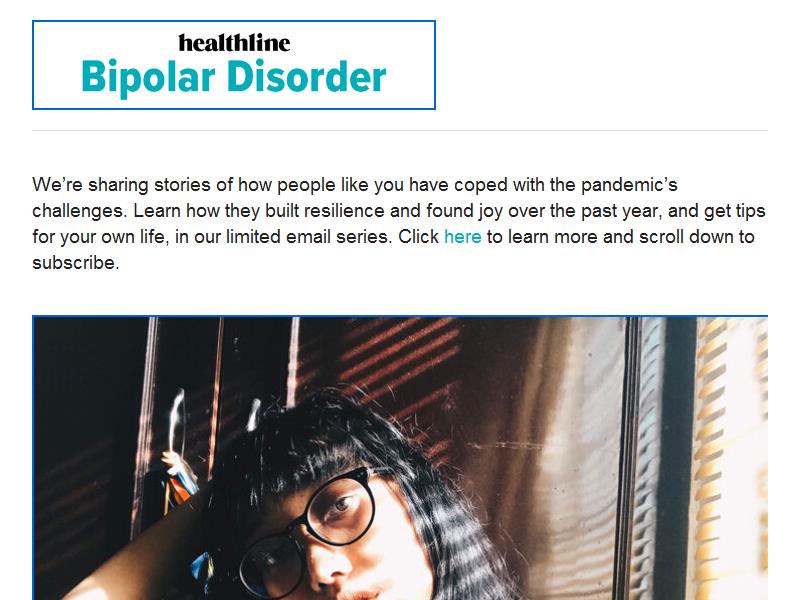 healthline
Bipolar Disorder
We’re sharing stories of how people like you have coped with the pandemic’s
challenges. Learn how they built resilience and found joy over the past year, and get tips
for your own life, in our limited email series. Click here to learn more and scroll down to
subscribe.